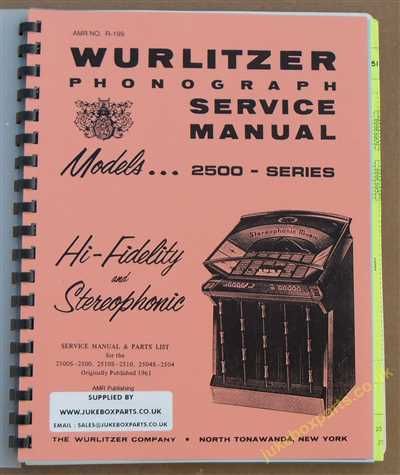 AMR NO. R-199
WURLITZER
PHONOGRAPH
SERVICE
MANUAL
Models... 2500 - SERIES
Stereophonic Music
Hi-Fidelity
and
Stereophonic
SERVICE MANUAL & PARTS LIST
for the
2500S-2500, 2510S-2510, 2504S-2504
Originally Published 1961
AMR Publishing
SUPPLIED BY
WWW.JUKEBOXPARTS.CO.UK
EMAIL : SALES@JUKEBOXPARTS.CO.UK
THE WURLITZER COMPANY • NORTH TONAWANDA, NEW YORK
jukeboxparts.co.uk